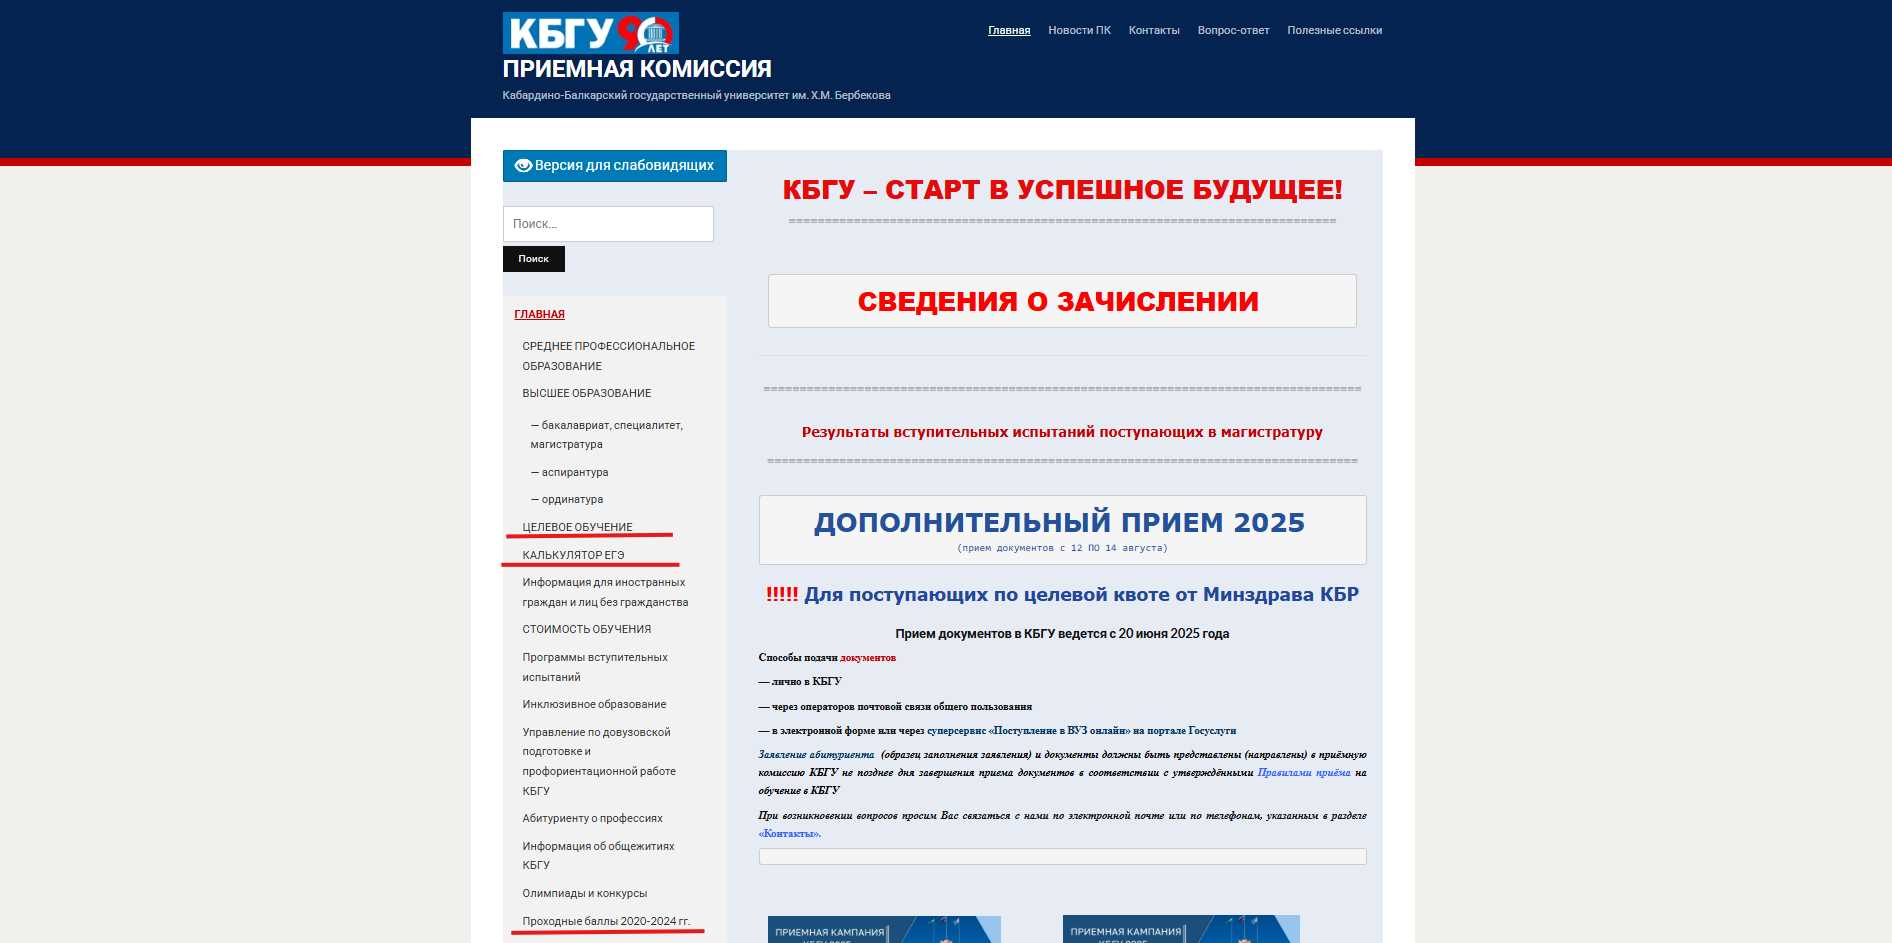 КБГУ 90 ЛЕТ
ПРИЕМНАЯ КОМИССИЯ
Кабардино-Балкарский государственный университет им. Х.М. Бербекова
Главная Новости ПК Контакты Вопрос-ответ Полезные ссылки
Версия для слабовидящих
Поиск...
Поиск
ГЛАВНАЯ
СРЕДНЕЕ ПРОФЕССИОНАЛЬНОЕ
ОБРАЗОВАНИЕ
ВЫСШЕЕ ОБРАЗОВАНИЕ
— бакалавриат, специалитет,
магистратура
— аспирантура
— ординатура
ЦЕЛЕВОЕ ОБУЧЕНИЕ
КАЛЬКУЛЯТОР ЕГЭ
Информация для иностранных
граждан и лиц без гражданства
СТОИМОСТЬ ОБУЧЕНИЯ
Программы вступительных
испытаний
Инклюзивное образование
Управление по довузовской
подготовке и
профориентационной работе
КБГУ
Абитуриенту о профессиях
Информация об общежитиях
КБГУ
Олимпиады и конкурсы
Проходные баллы 2020-2024 гг.
КБГУ – СТАРТ В УСПЕШНОЕ БУДУЩЕЕ!
СВЕДЕНИЯ О ЗАЧИСЛЕНИИ
Результаты вступительных испытаний поступающих в магистратуру
ДОПОЛНИТЕЛЬНЫЙ ПРИЕМ 2025
(прием документов с 12 ПО 14 августа)
!!!!! Для поступающих по целевой квоте от Минздрава КБР
Прием документов в КБГУ ведется с 20 июня 2025 года
Способы подачи документов
— лично в КБГУ
— через операторов почтовой связи общего пользования
— в электронной форме или через суперсервис «Поступление в ВУЗ онлайн» на портале Госуслуги
Заявление абитуриента (образец заполнения заявления) и документы должны быть представлены (направлены) в приёмную
комиссию КБГУ не позднее дня завершения приема документов в соответствии с утверждёнными Правилами приёма на
обучение в КБГУ
При возникновении вопросов просим Вас связаться с нами по электронной почте или по телефонам, указанным в разделе
«Контакты».
ПРИЕМНАЯ КАМПАНИЯ
КБГУ 2025
ПРИЕМНАЯ КАМПАНИЯ
КБГУ 2025